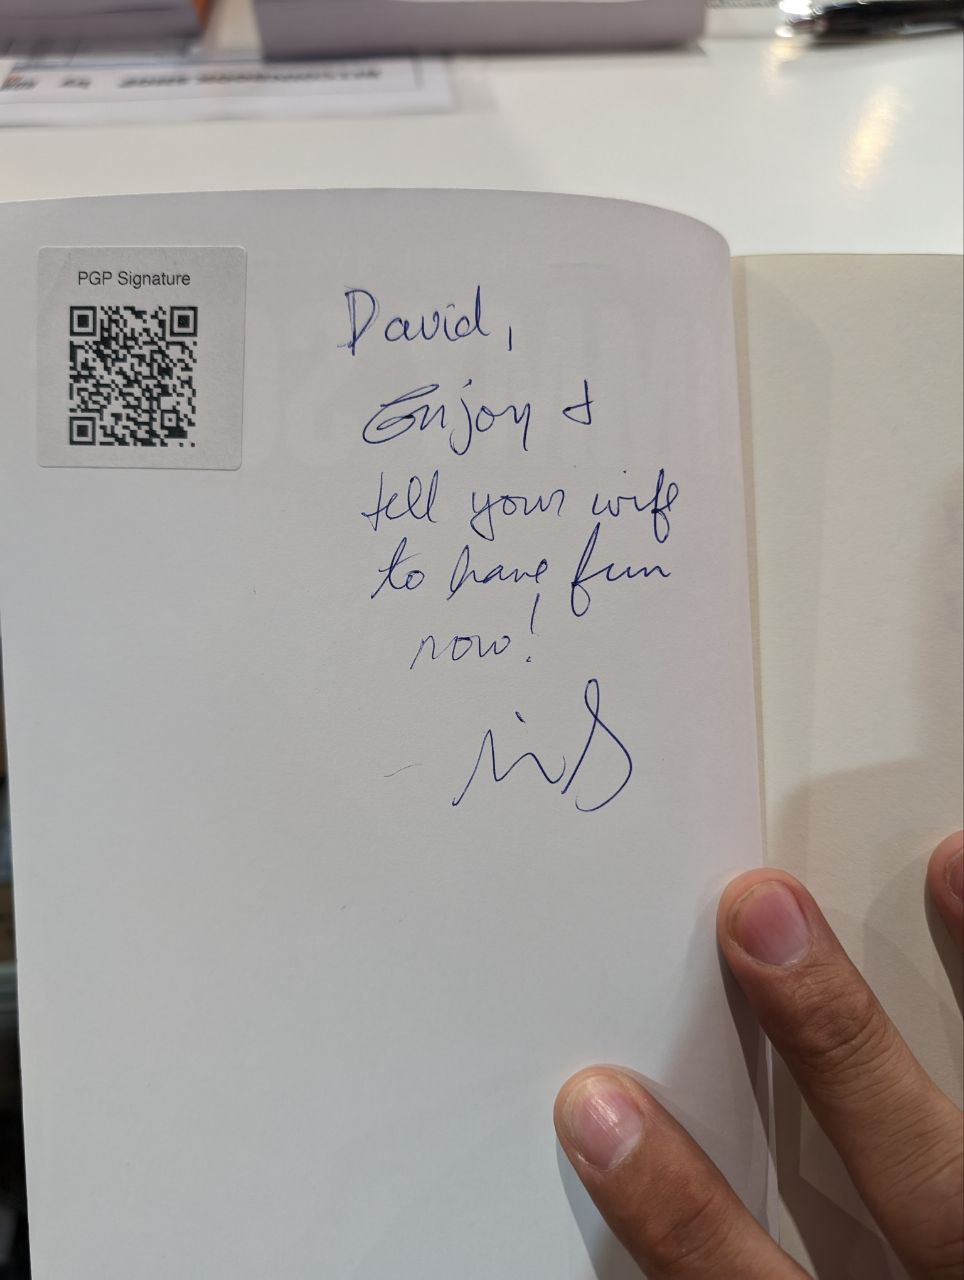 PGP Signature
David,
Enjoy &
tell your wife
to have fun
now!